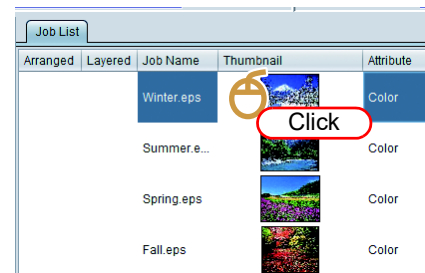 Job List
Arranged Layered Job Name Thumbnail Attribute
Winter.eps Color
Click
Summer.e... Color
Spring.eps Color
Fall.eps Color